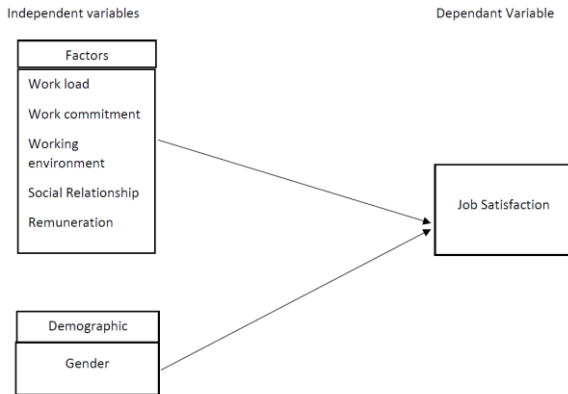 Independent variables
Dependant Variable
Factors
Work load
Work commitment
Working
environment
Social Relationship
Remuneration
Job Satisfaction
Demographic
Gender